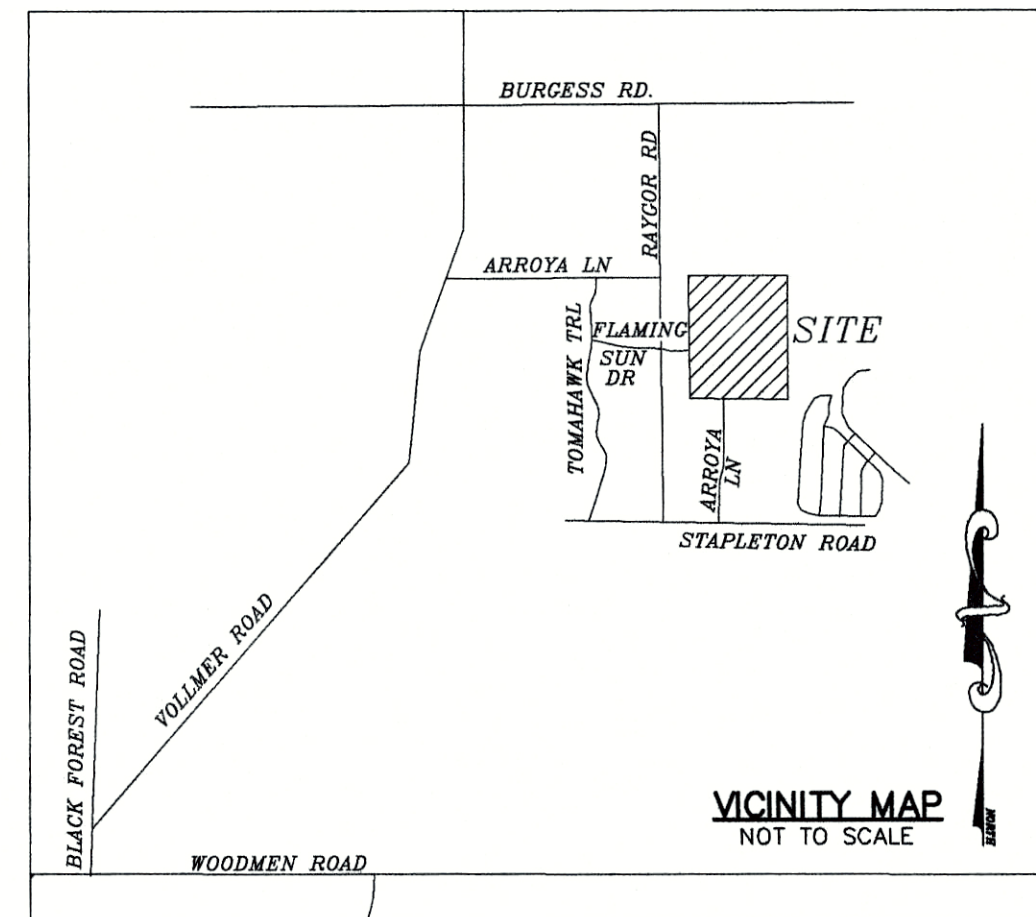 BURGESS RD.
RAYGOR RD
ARROYA LN
TOMAHAWK TRL
FLAMING
SUN
DR
SITE
ARROYA
LN
STAPLETON ROAD
VOLLMER ROAD
BLACK FOREST ROAD
VICINITY MAP
NOT TO SCALE
NORTH
WOODMEN ROAD